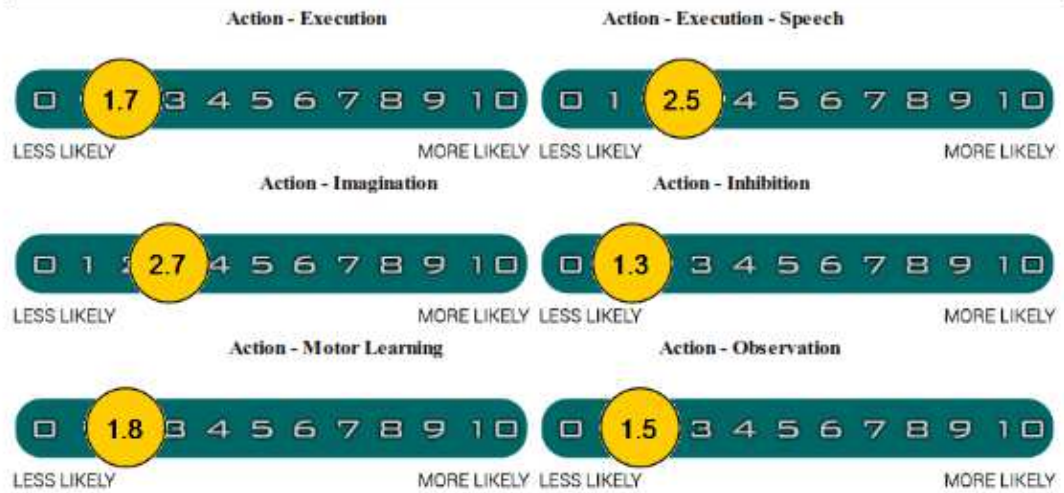 Action - Execution
Action - Execution - Speech
0 1.7 3 4 5 6 7 8 9 10
0 1 2.5 4 5 6 7 8 9 10
LESS LIKELY MORE LIKELY LESS LIKELY MORE LIKELY
Action - Imagination
Action - Inhibition
0 1 2.7 4 5 6 7 8 9 10
0 1.3 3 4 5 6 7 8 9 10
LESS LIKELY MORE LIKELY LESS LIKELY MORE LIKELY
Action - Motor Learning
Action - Observation
0 1.8 3 4 5 6 7 8 9 10
0 1.5 3 4 5 6 7 8 9 10
LESS LIKELY MORE LIKELY LESS LIKELY MORE LIKELY